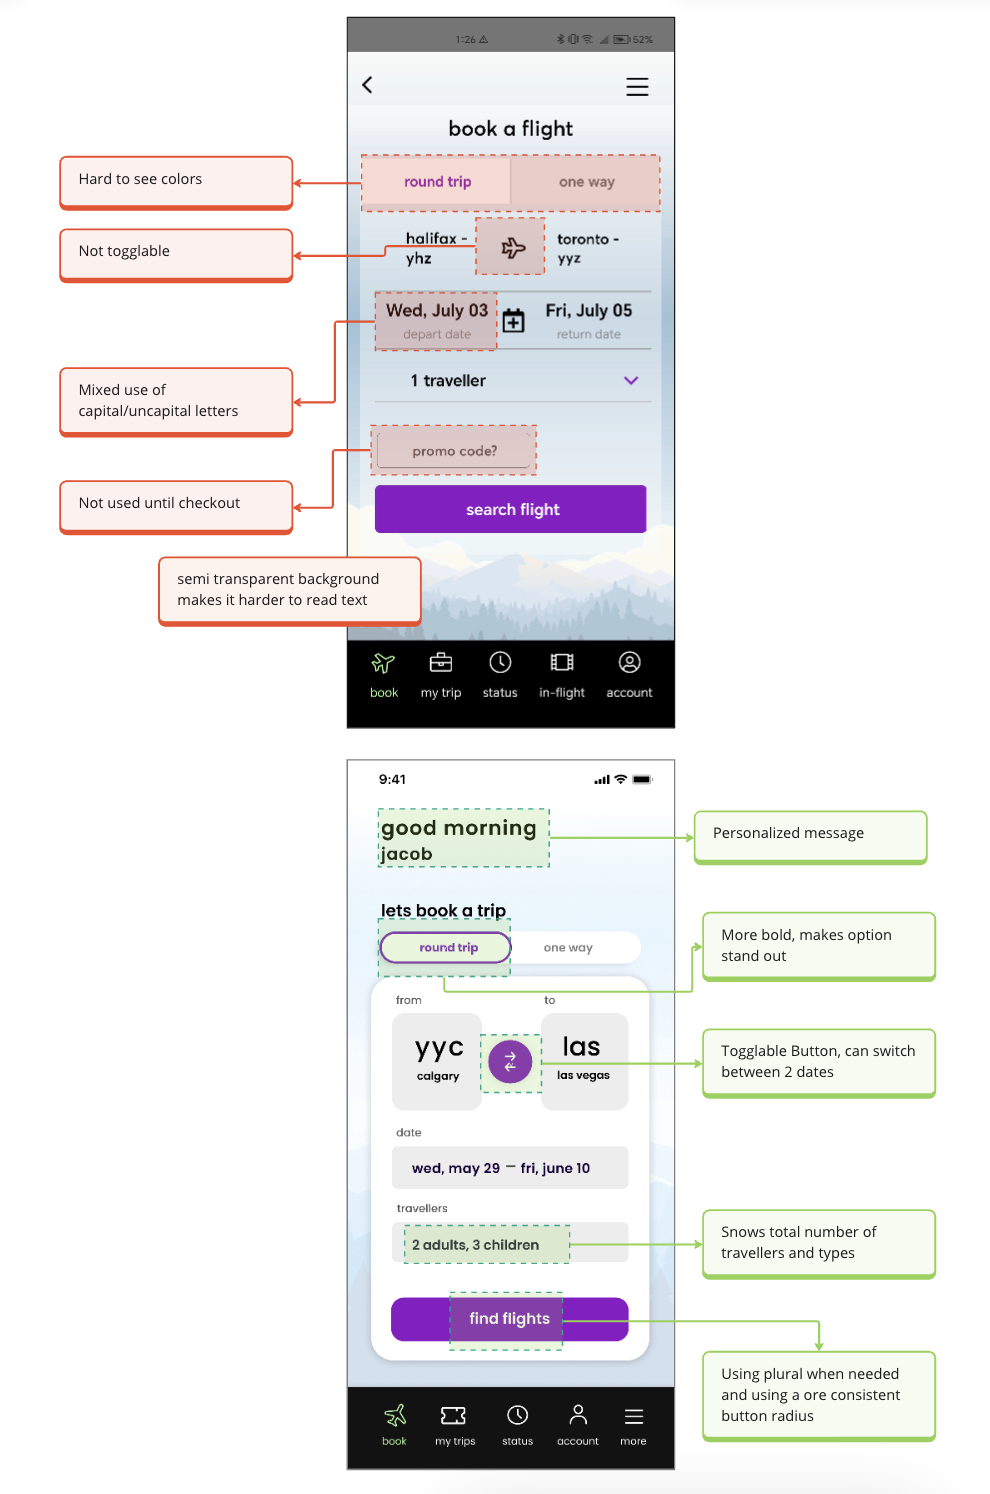 1:26
52%
book a flight
Hard to see colors
round trip
one way
Not togglable
halifax -
yhz
toronto -
yyz
Wed, July 03
Fri, July 05
depart date
return date
Mixed use of
capital/uncapital letters
1 traveller
promo code?
Not used until checkout
search flight
semi transparent background
makes it harder to read text
book
my trip
status
in-flight
account
9:41
good morning
jacob
Personalized message
lets book a trip
round trip
one way
More bold, makes option
stand out
from
to
yyc
calgary
las
las vegas
Togglable Button, can switch
between 2 dates
date
wed, may 29 – fri, june 10
travellers
2 adults, 3 children
Snows total number of
travellers and types
find flights
Using plural when needed
and using a ore consistent
button radius
book
my trips
status
account
more